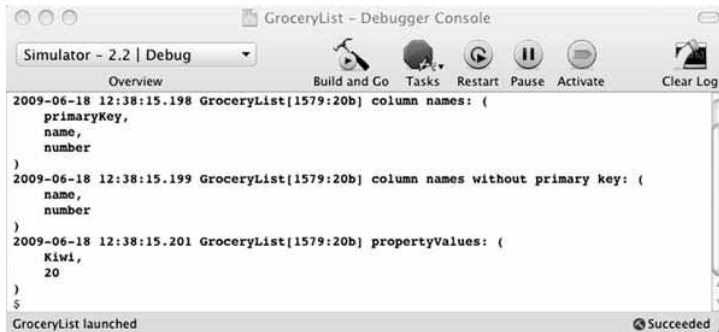 GroceryList – Debugger Console
Simulator – 2.2 | Debug
Overview Build and Go Tasks Restart Pause Activate Clear Log
2009-06-18 12:38:15.198 GroceryList[1579:20b] column names: (
    primaryKey,
    name,
    number
)
2009-06-18 12:38:15.199 GroceryList[1579:20b] column names without primary key: (
    name,
    number
)
2009-06-18 12:38:15.201 GroceryList[1579:20b] propertyValues: (
    Kiwi,
    20
)
$
GroceryList launched Succeeded